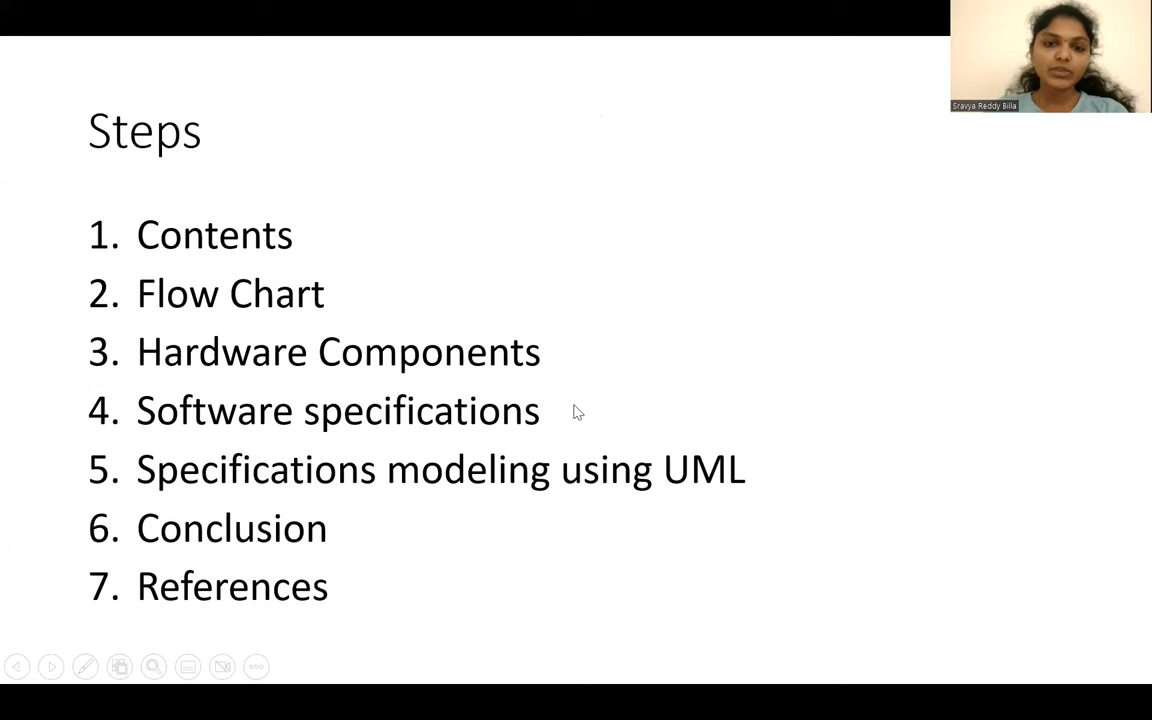 Sravya Reddy Billa
Steps
1. Contents
2. Flow Chart
3. Hardware Components
4. Software specifications
5. Specifications modeling using UML
6. Conclusion
7. References